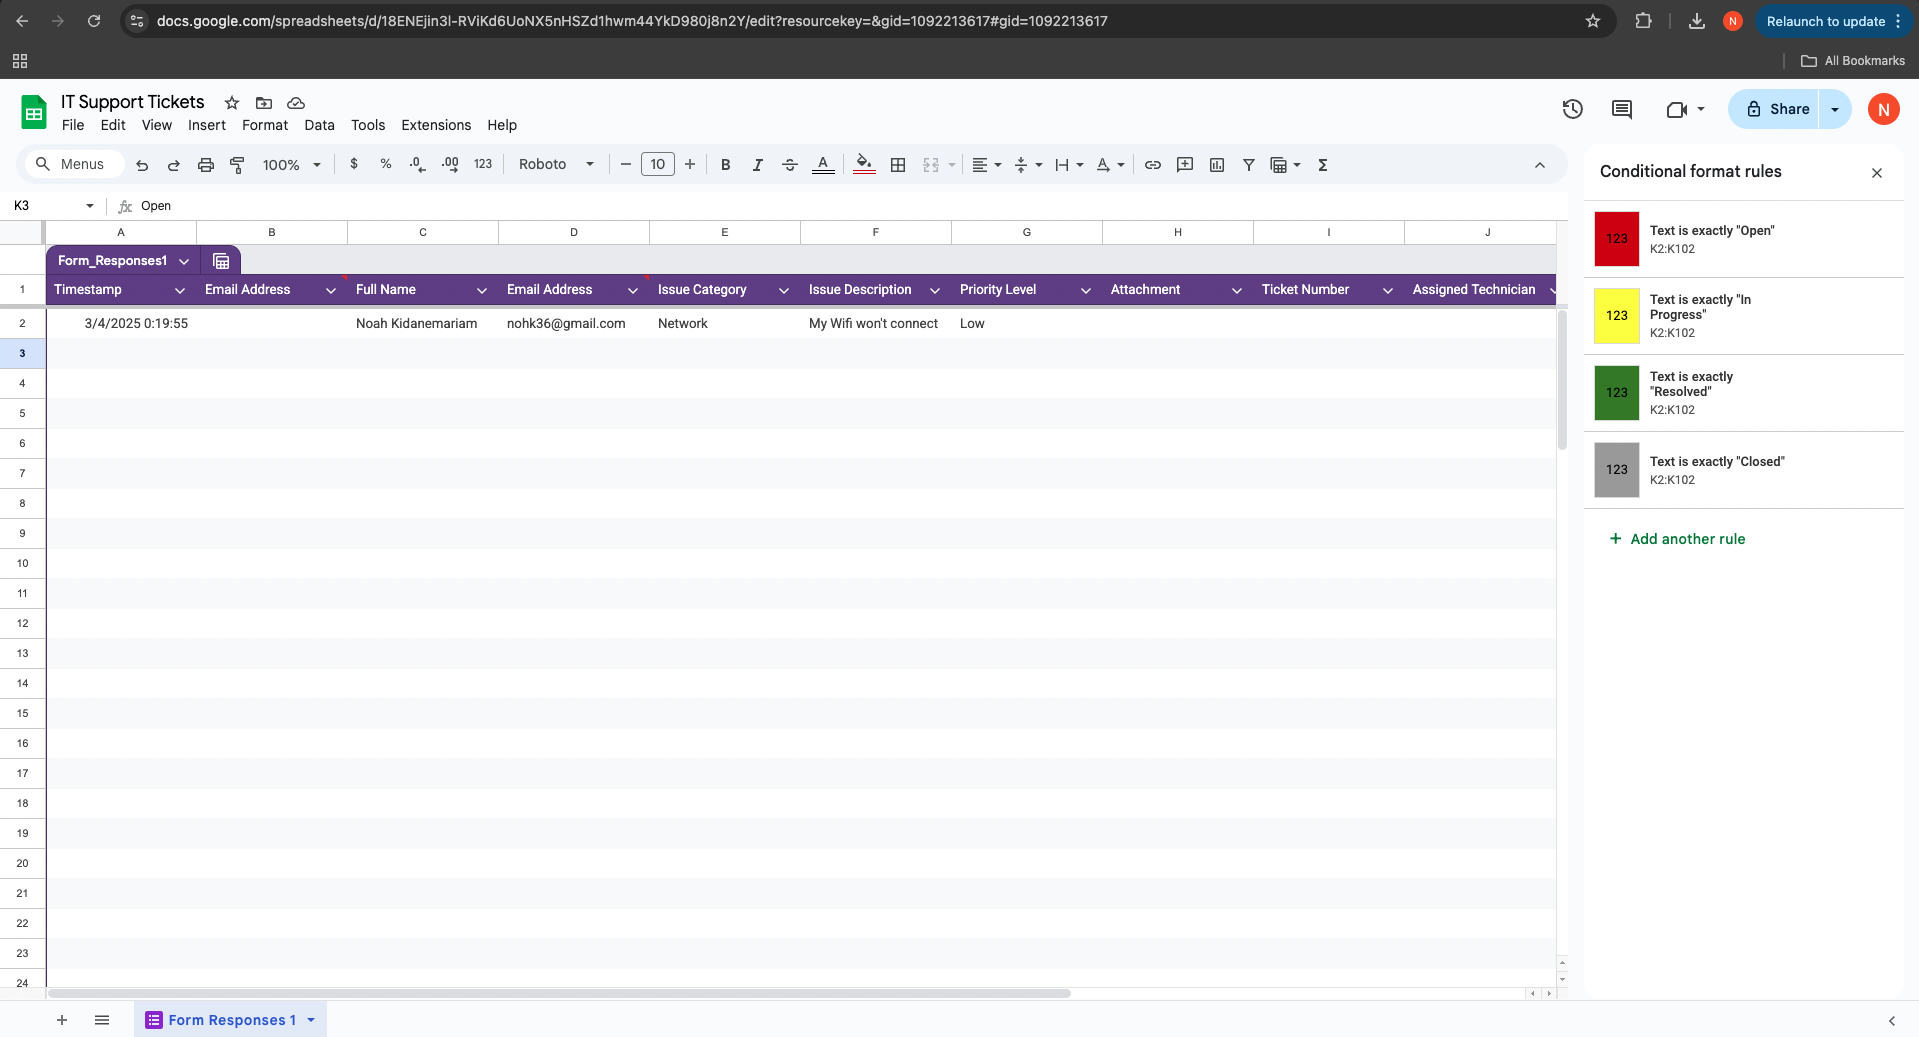 docs.google.com/spreadsheets/d/18ENEjin3l-RViKd6UoNX5nHSZd1hwm44YkD980j8n2Y/edit?resourcekey=&gid=1092213617#gid=1092213617
N
Relaunch to update
All Bookmarks
IT Support Tickets
File Edit View Insert Format Data Tools Extensions Help
Share
N
Menus 100% $ % .0 .00 123 Roboto 10 B I A Σ
K3 fx Open
A B C D E F G H I J
Form_Responses1
1 Timestamp Email Address Full Name Email Address Issue Category Issue Description Priority Level Attachment Ticket Number Assigned Technician
2 3/4/2025 0:19:55 Noah Kidanemariam nohk36@gmail.com Network My Wifi won't connect Low
3
4
5
6
7
8
9
10
11
12
13
14
15
16
17
18
19
20
21
22
23
24
Form Responses 1
Conditional format rules
123
Text is exactly "Open"
K2:K102
123
Text is exactly "In
Progress"
K2:K102
123
Text is exactly
"Resolved"
K2:K102
123
Text is exactly "Closed"
K2:K102
+ Add another rule